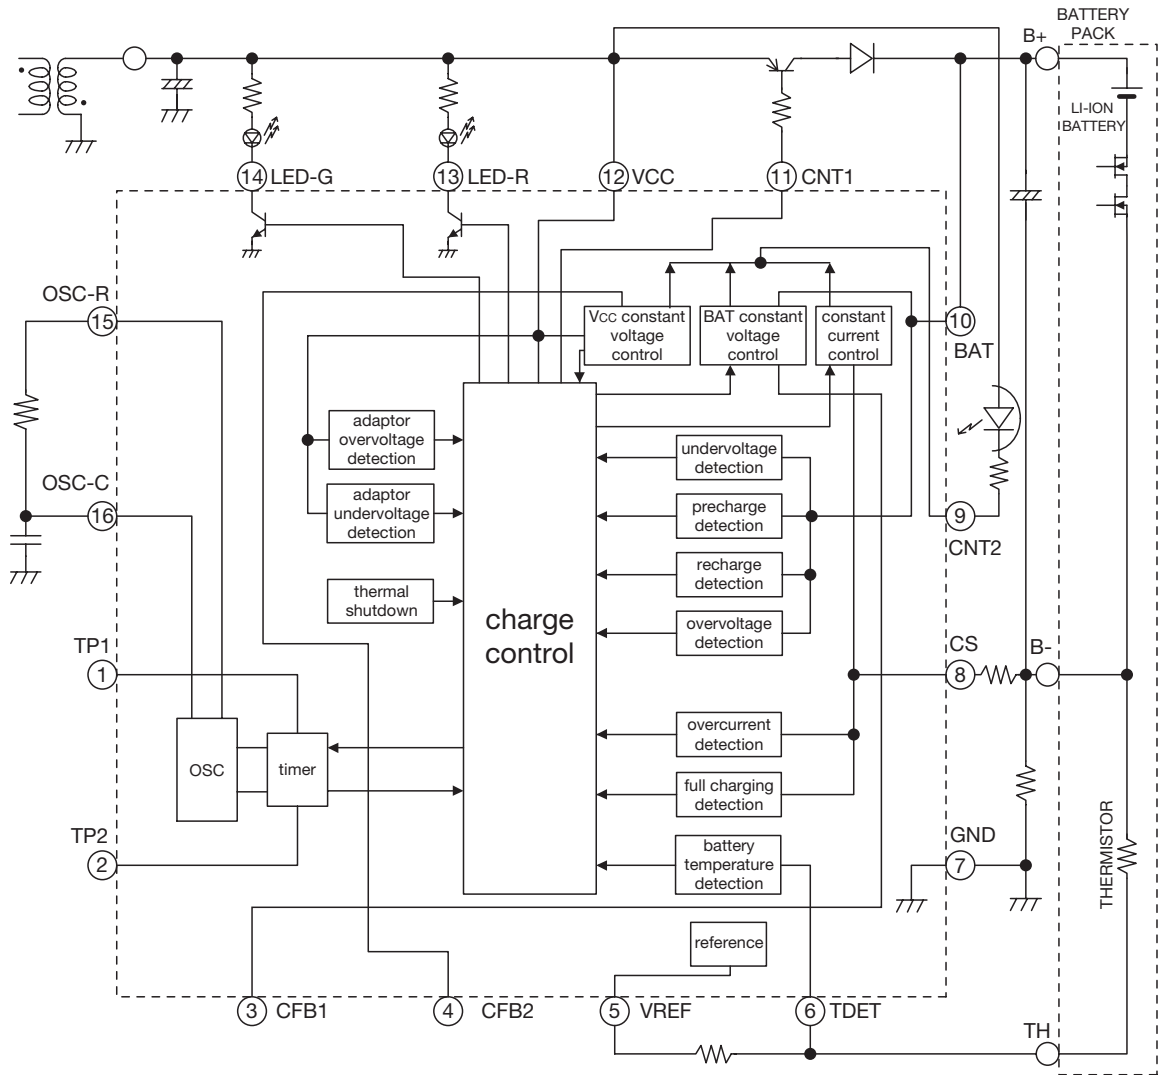 BATTERY
PACK
B+
LI-ION
BATTERY
14 LED-G
13 LED-R
12 VCC
11 CNT1
OSC-R
15
Vcc constant
voltage
control
BAT constant
voltage
control
constant
current
control
10
BAT
adaptor
overvoltage
detection
undervoltage
detection
OSC-C
16
adaptor
undervoltage
detection
precharge
detection
9
CNT2
thermal
shutdown
recharge
detection
charge
control
overvoltage
detection
TP1
1
CS
8
B-
OSC
timer
overcurrent
detection
full charging
detection
TP2
2
battery
temperature
detection
GND
7
THERMISTOR
reference
3 CFB1
4 CFB2
5 VREF
6 TDET
TH